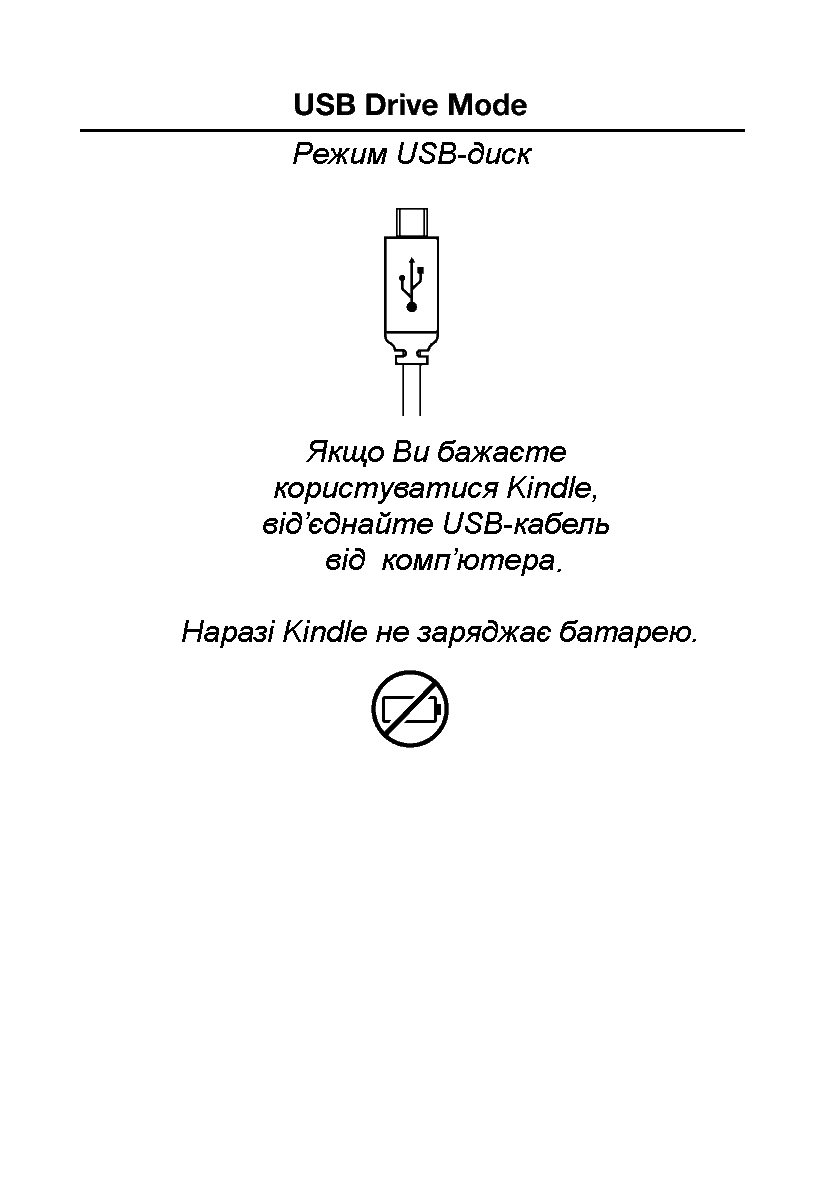 USB Drive Mode
Режим USB-диск
Якщо Ви бажаєте
користуватися Kindle,
від’єднайте USB-кабель
від комп’ютера.
Наразі Kindle не заряджає батарею.